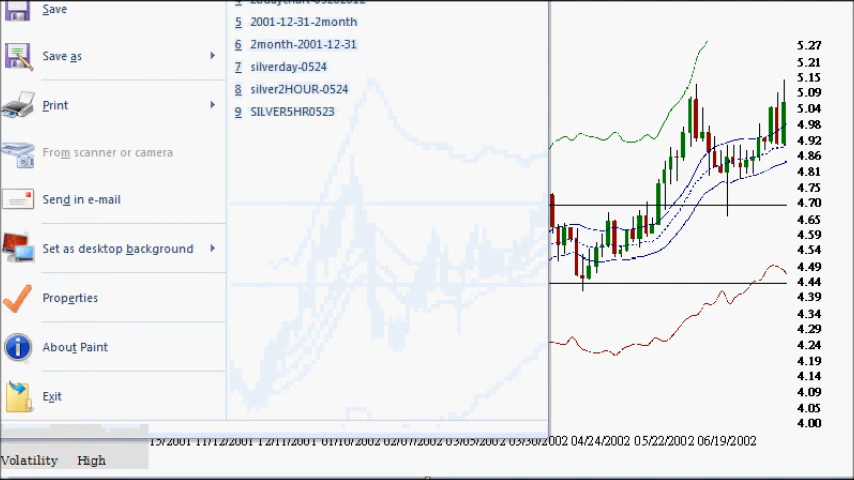 Save
Save as
Print
From scanner or camera
Send in e-mail
Set as desktop background
Properties
About Paint
Exit
5 2001-12-31-2month
6 2month-2001-12-31
7 silverday-0524
8 silver2HOUR-0524
9 SILVER5HR0523
5.27
5.21
5.15
5.09
5.04
4.98
4.92
4.86
4.81
4.75
4.70
4.65
4.59
4.54
4.49
4.44
4.39
4.34
4.29
4.24
4.19
4.14
4.09
4.05
4.00
15/2001 11/12/2001 12/11/2001 01/10/2002 02/07/2002 03/05/2002 03/30/2002 04/24/2002 05/22/2002 06/19/2002
Volatility High